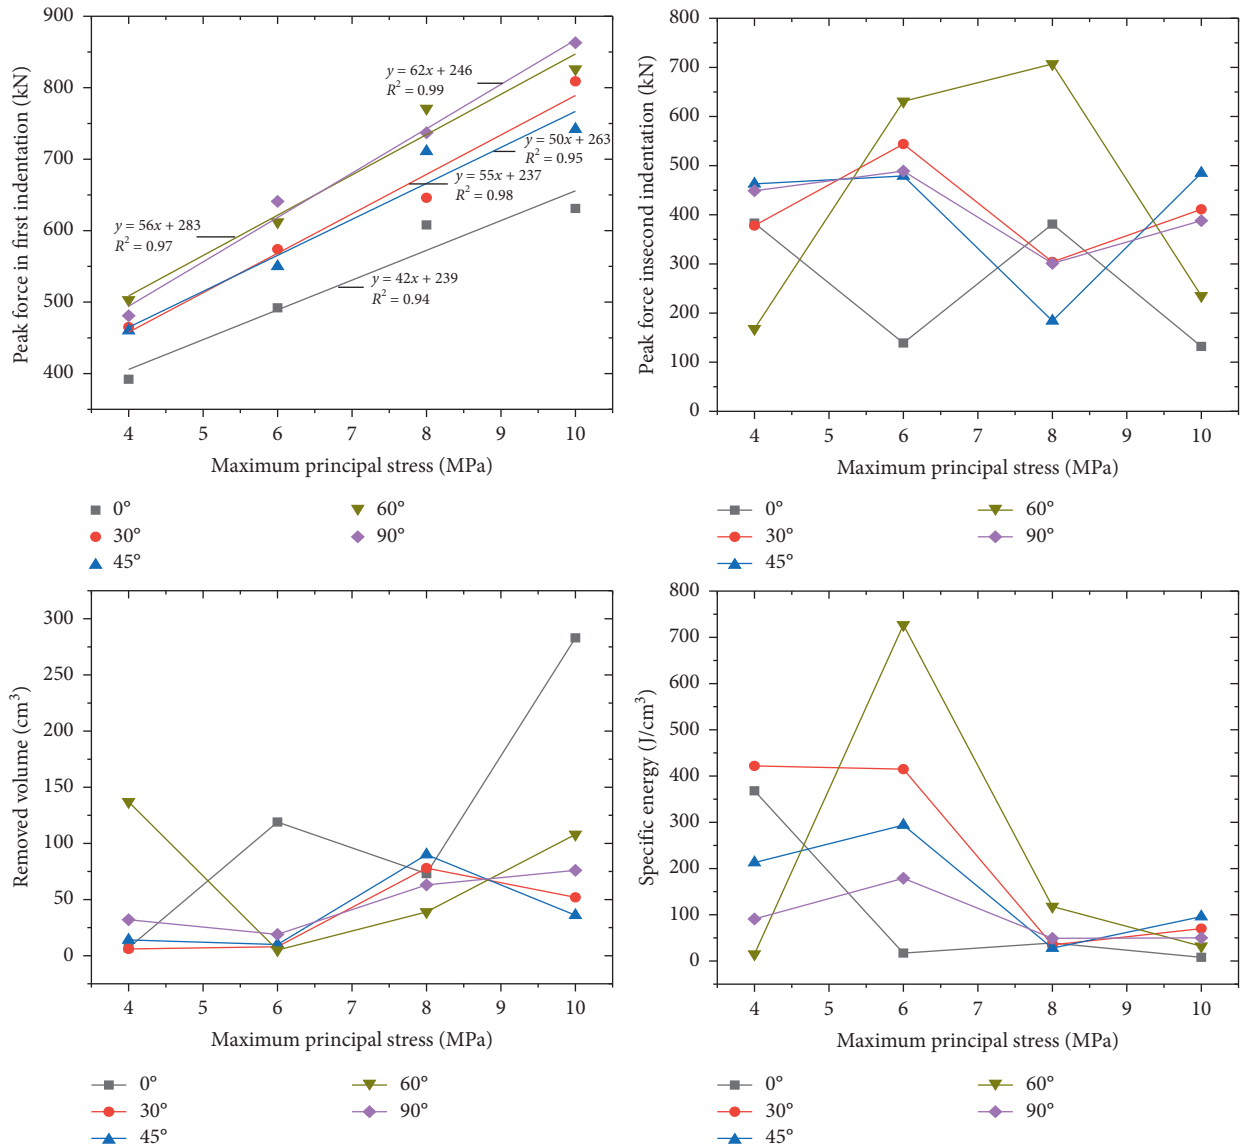 900
800
700
600
500
400
Peak force in first indentation (kN)
y = 62x + 246
R² = 0.99
y = 50x + 263
R² = 0.95
y = 55x + 237
R² = 0.98
y = 56x + 283
R² = 0.97
y = 42x + 239
R² = 0.94
4 5 6 7 8 9 10
Maximum principal stress (MPa)
0° 60°
30° 90°
45°
800
700
600
500
400
300
200
100
0
Peak force insecond indentation (kN)
4 5 6 7 8 9 10
Maximum principal stress (MPa)
0° 60°
30° 90°
45°
300
250
200
150
100
50
0
Removed volume (cm³)
4 5 6 7 8 9 10
Maximum principal stress (MPa)
0° 60°
30° 90°
45°
800
700
600
500
400
300
200
100
0
Specific energy (J/cm³)
4 5 6 7 8 9 10
Maximum principal stress (MPa)
0° 60°
30° 90°
45°